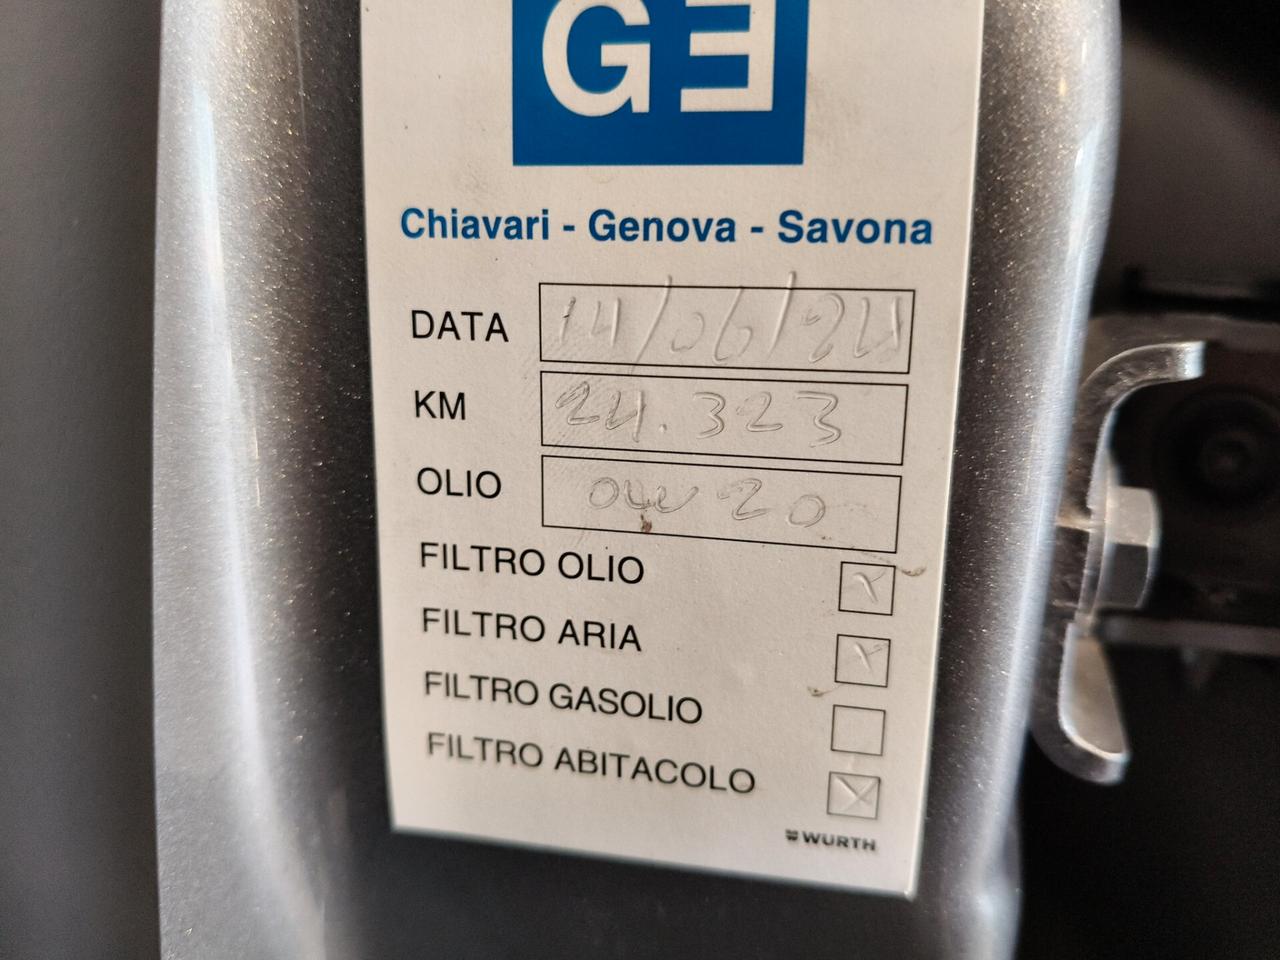 GE
Chiavari - Genova - Savona
DATA 14/06/24
KM 24.323
OLIO 0W20
FILTRO OLIO X
FILTRO ARIA X
FILTRO GASOLIO
FILTRO ABITACOLO X
WURTH